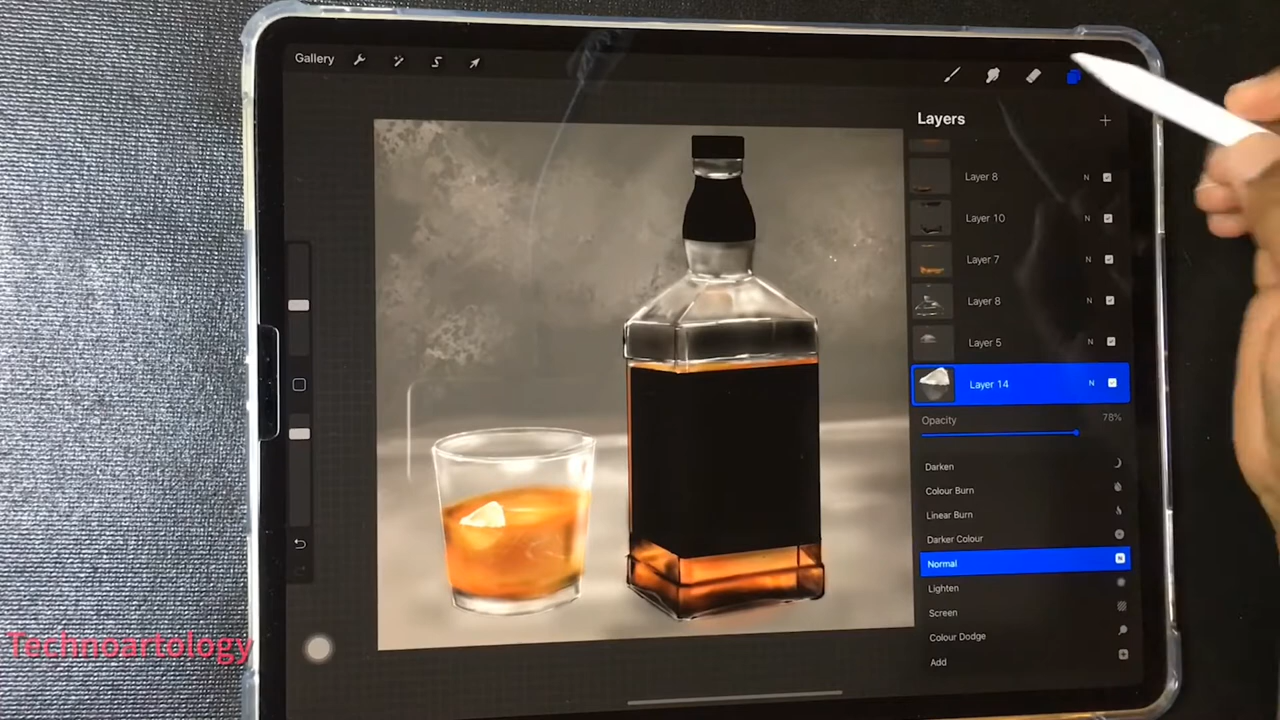 Gallery
Layers
Layer 8 N
Layer 10 N
Layer 7 N
Layer 8 N
Layer 5 N
Layer 14 N
Opacity 78%
Darken
Colour Burn
Linear Burn
Darker Colour
Normal N
Lighten
Screen
Colour Dodge
Add
Technoartology